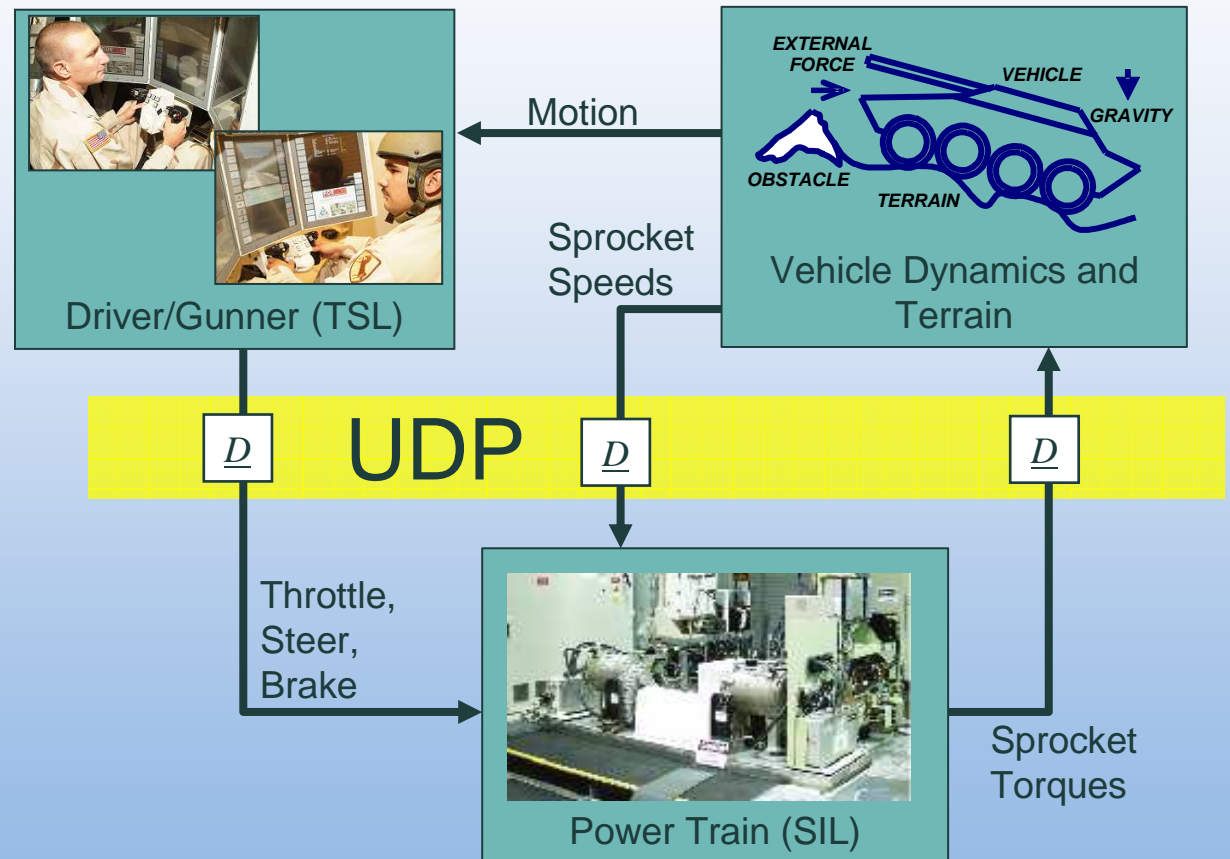 EXTERNAL
FORCE
VEHICLE
GRAVITY
OBSTACLE
TERRAIN
Motion
Sprocket
Speeds
Vehicle Dynamics and
Terrain
Driver/Gunner (TSL)
D
UDP
D
D
Throttle,
Steer,
Brake
Sprocket
Torques
Power Train (SIL)